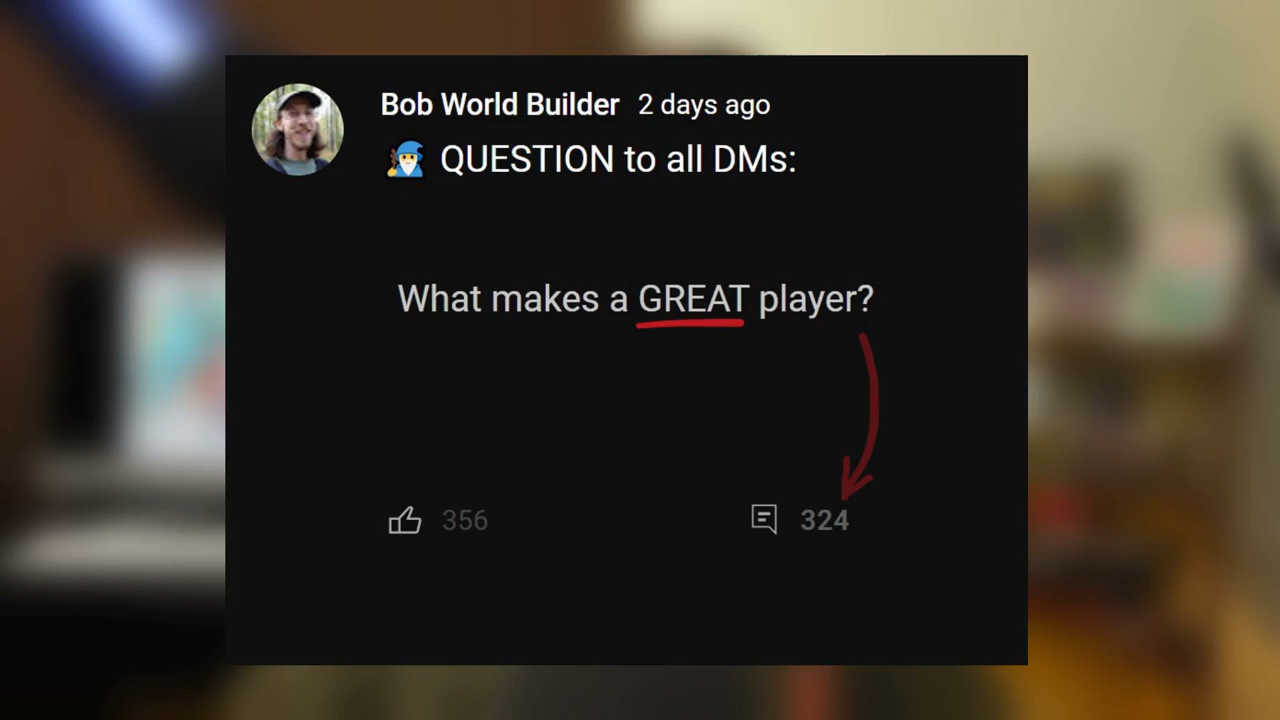 Bob World Builder 2 days ago
🧙‍♂️ QUESTION to all DMs:
What makes a GREAT player?
356
324